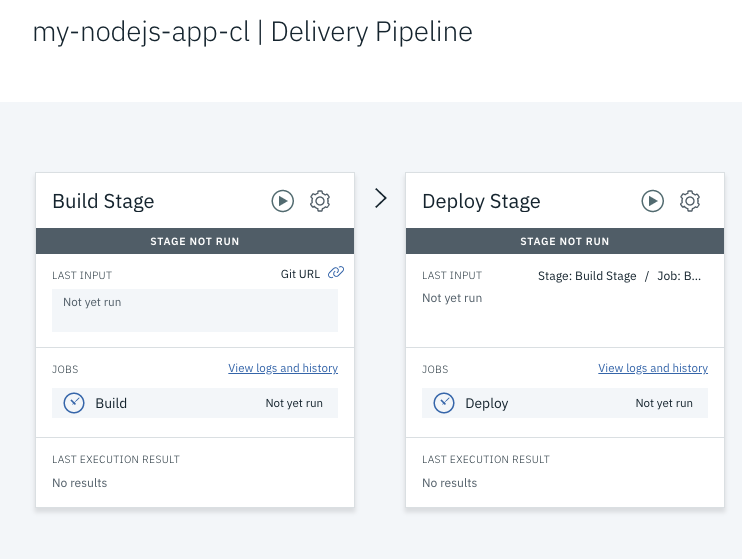 my-nodejs-app-cl | Delivery Pipeline
Build Stage
STAGE NOT RUN
LAST INPUT
Git URL
Not yet run
JOBS
View logs and history
Build
Not yet run
LAST EXECUTION RESULT
No results
Deploy Stage
STAGE NOT RUN
LAST INPUT
Stage: Build Stage / Job: B...
Not yet run
JOBS
View logs and history
Deploy
Not yet run
LAST EXECUTION RESULT
No results